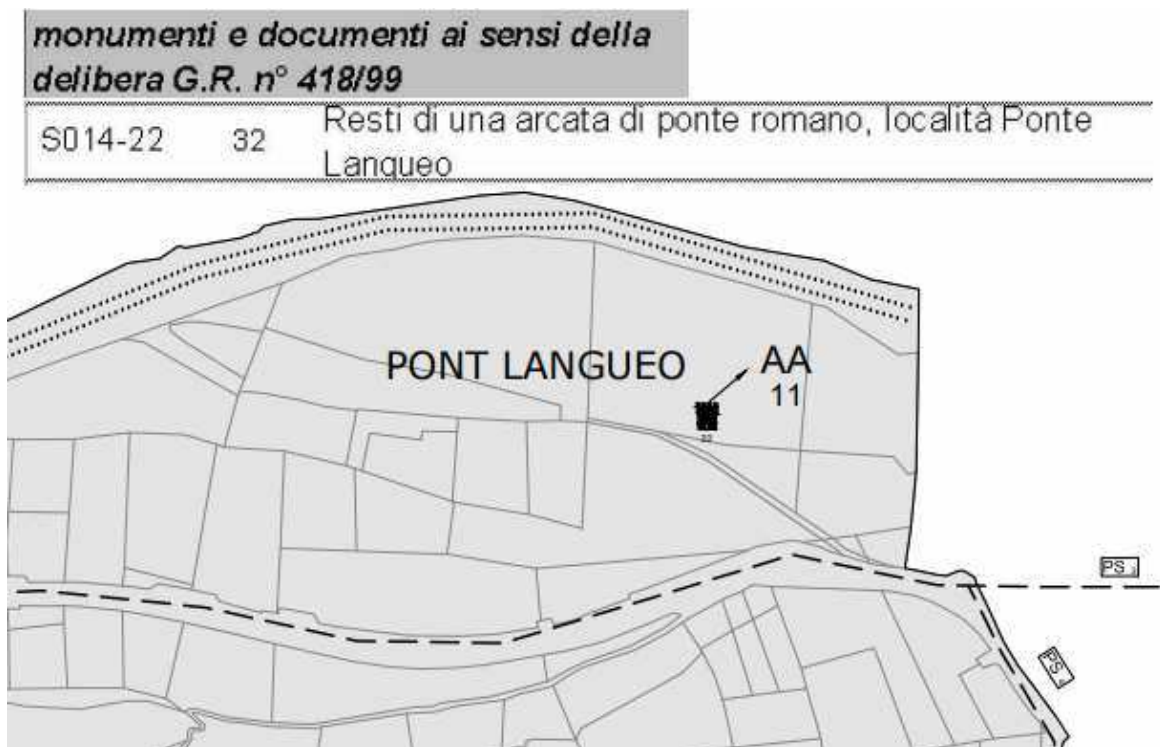 monumenti e documenti ai sensi della
delibera G.R. n° 418/99
S014-22 32 Resti di una arcata di ponte romano, località Ponte
Langueo
PONT LANGUEO AA
11
32
PS
PS